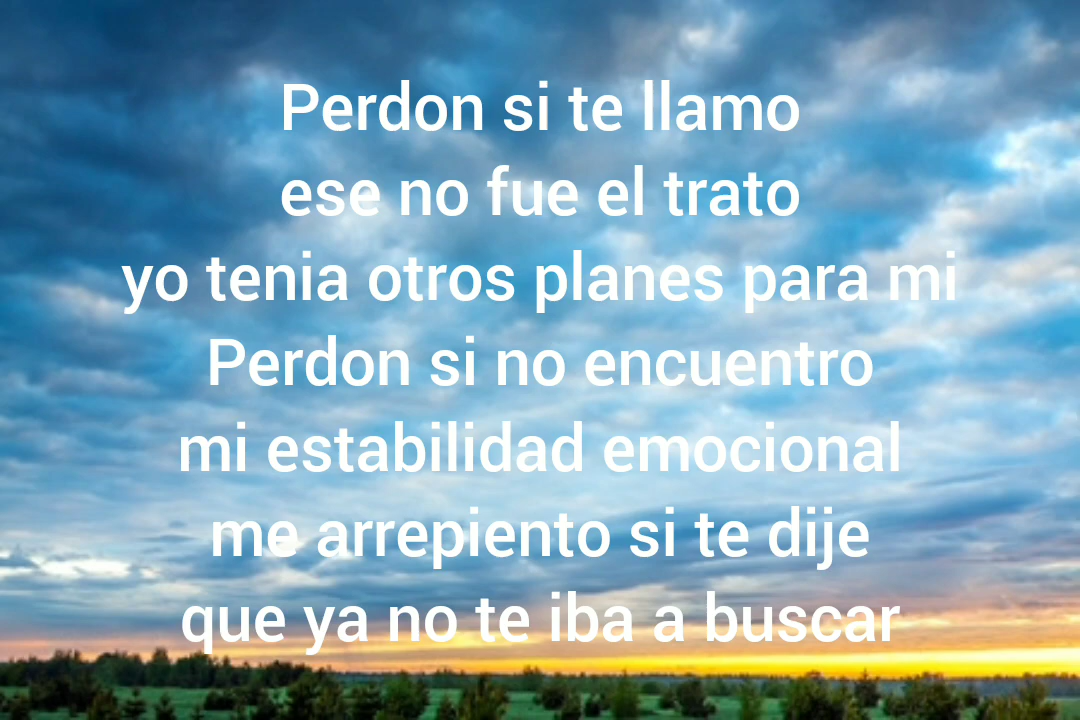 Perdon si te llamo
ese no fue el trato
yo tenia otros planes para mi
Perdon si no encuentro
mi estabilidad emocional
me arrepiento si te dije
que ya no te iba a buscar